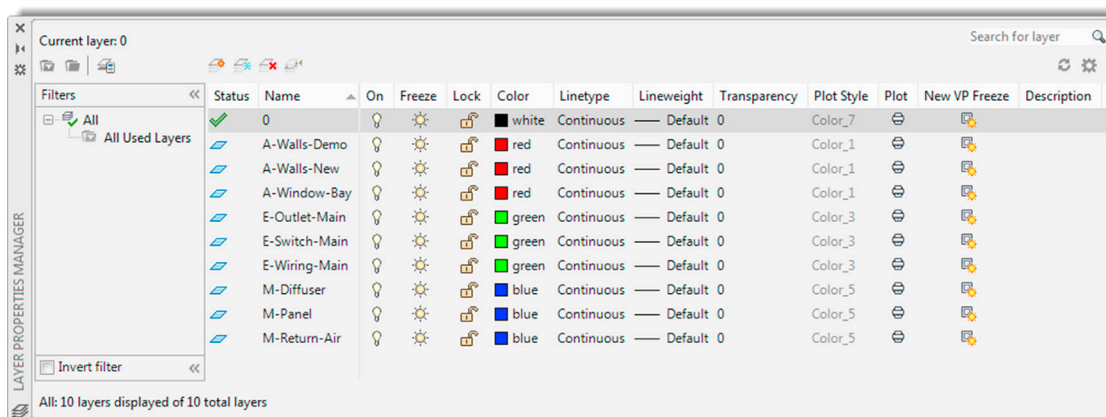 Current layer: 0
Search for layer
Filters
Status Name On Freeze Lock Color Linetype Lineweight Transparency Plot Style Plot New VP Freeze Description
All
All Used Layers
0 white Continuous Default 0 Color_7
A-Walls-Demo red Continuous Default 0 Color_1
A-Walls-New red Continuous Default 0 Color_1
A-Window-Bay red Continuous Default 0 Color_1
E-Outlet-Main green Continuous Default 0 Color_3
E-Switch-Main green Continuous Default 0 Color_3
E-Wiring-Main green Continuous Default 0 Color_3
M-Diffuser blue Continuous Default 0 Color_5
M-Panel blue Continuous Default 0 Color_5
M-Return-Air blue Continuous Default 0 Color_5
Invert filter
All: 10 layers displayed of 10 total layers
LAYER PROPERTIES MANAGER